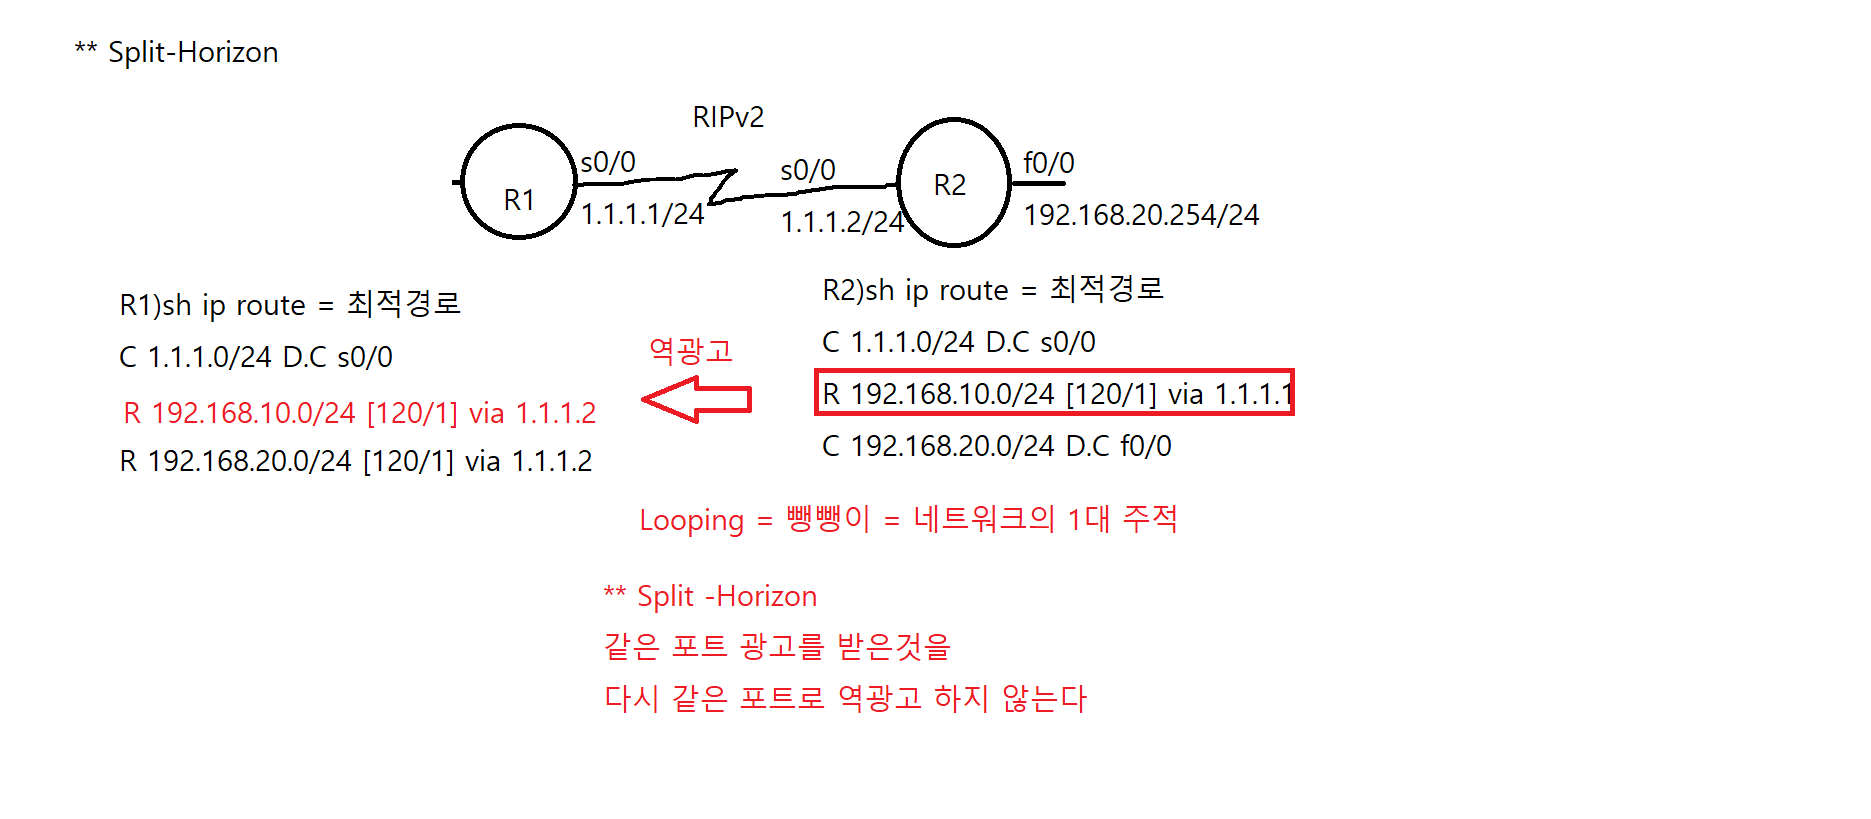 ** Split-Horizon
RIPv2
s0/0
s0/0
f0/0
R1
R2
1.1.1.1/24
1.1.1.2/24
192.168.20.254/24
R1)sh ip route = 최적경로
C 1.1.1.0/24 D.C s0/0
R 192.168.10.0/24 [120/1] via 1.1.1.2
R 192.168.20.0/24 [120/1] via 1.1.1.2
역광고
R2)sh ip route = 최적경로
C 1.1.1.0/24 D.C s0/0
R 192.168.10.0/24 [120/1] via 1.1.1.1
C 192.168.20.0/24 D.C f0/0
Looping = 뺑뺑이 = 네트워크의 1대 주적
** Split -Horizon
같은 포트 광고를 받은것을
다시 같은 포트로 역광고 하지 않는다